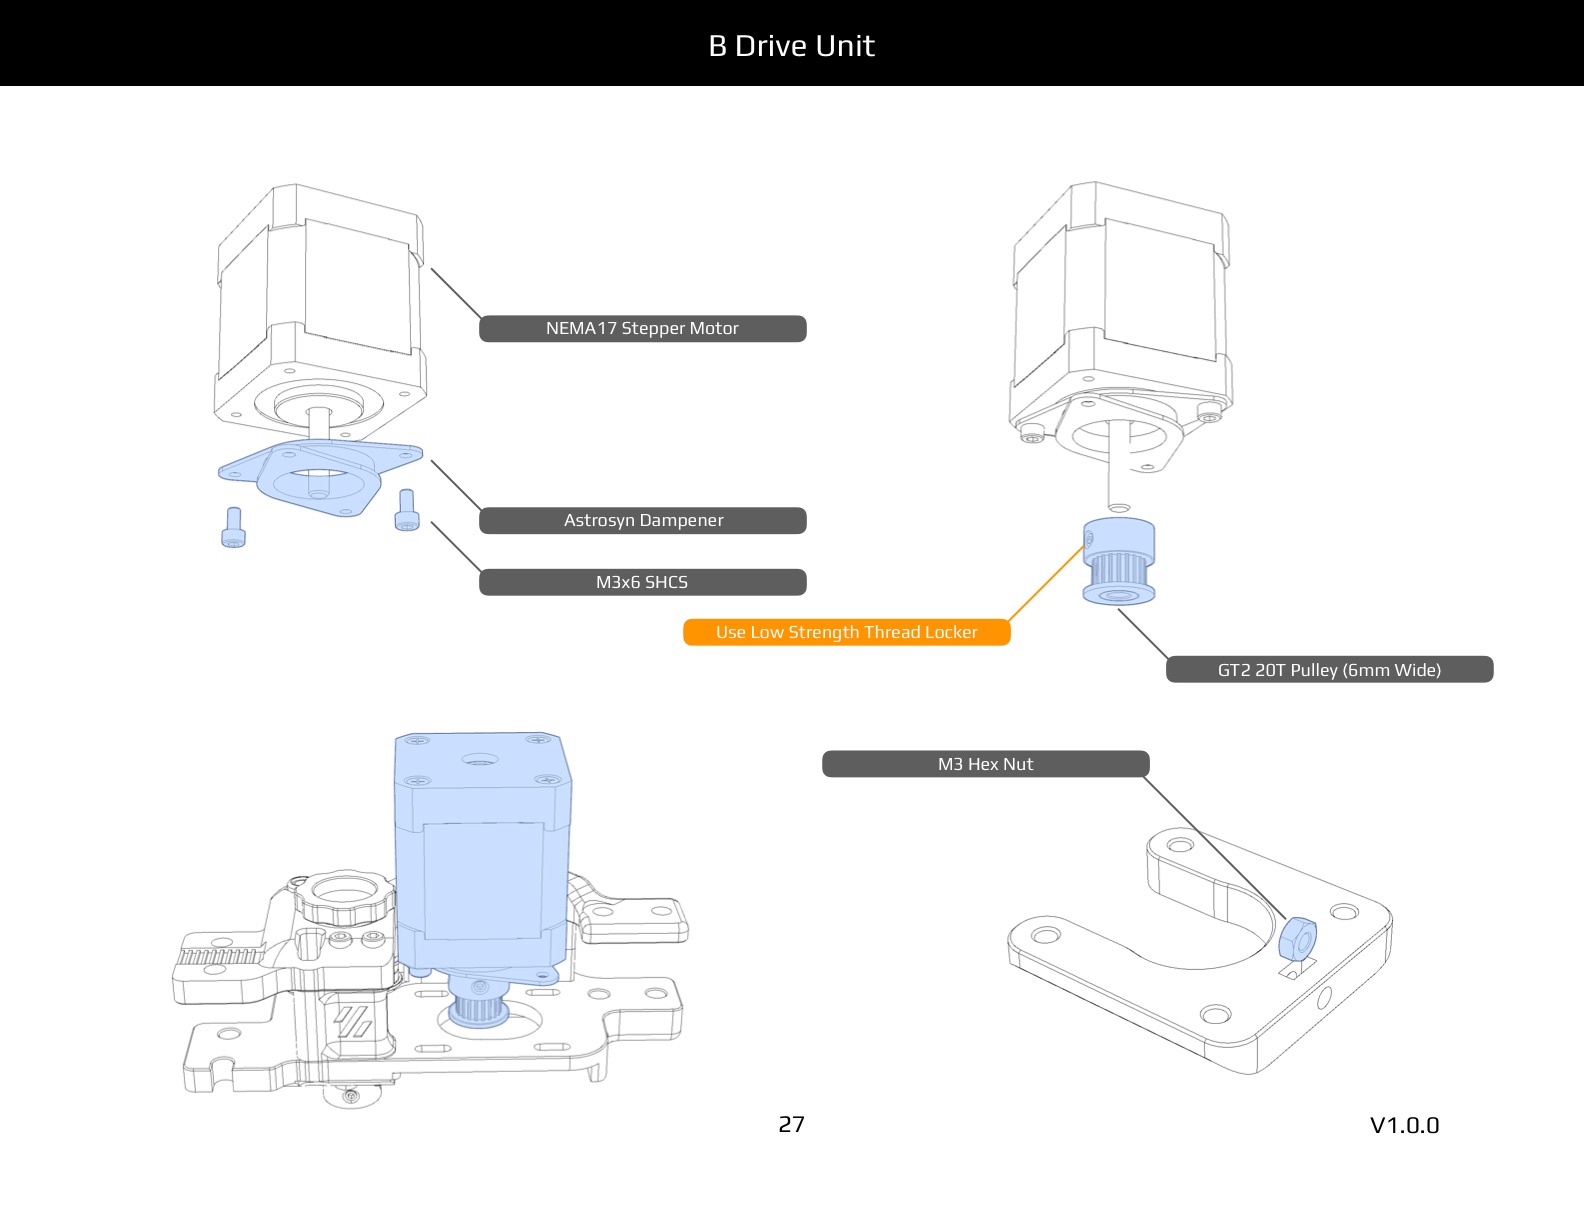 B Drive Unit
NEMA17 Stepper Motor
Astrosyn Dampener
M3x6 SHCS
Use Low Strength Thread Locker
GT2 20T Pulley (6mm Wide)
M3 Hex Nut
27
V1.0.0